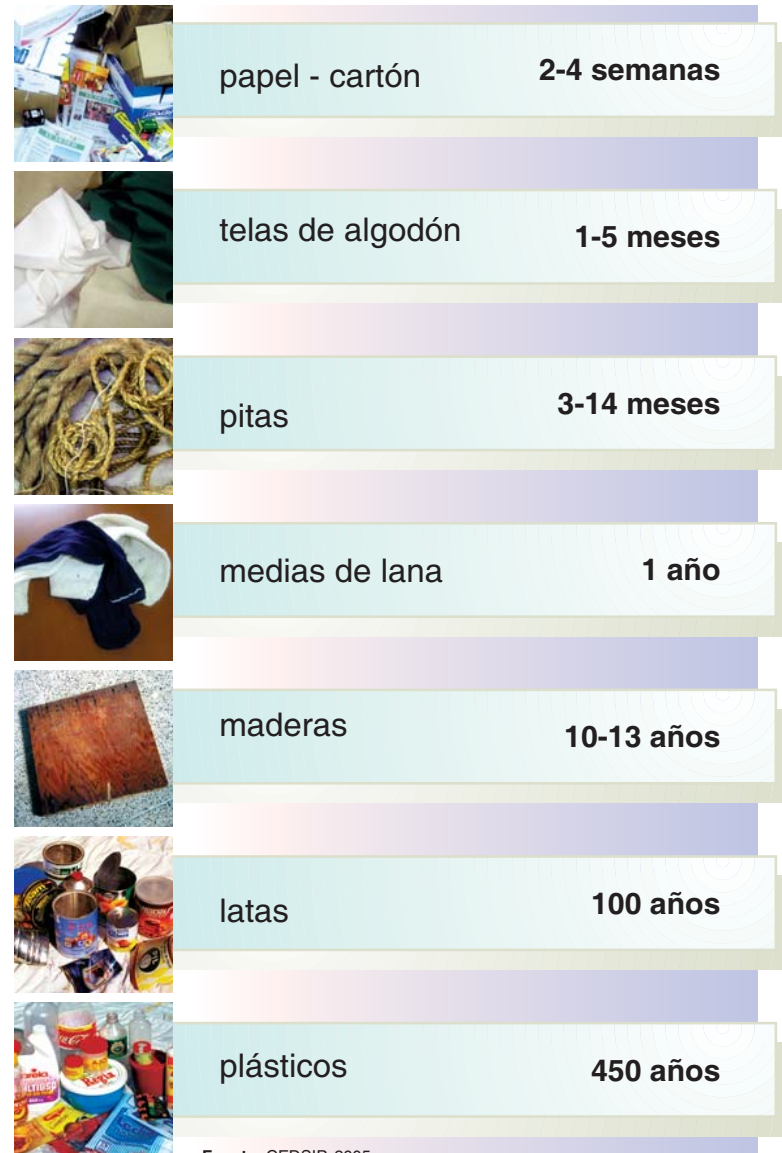 papel - cartón
2-4 semanas
telas de algodón
1-5 meses
pitas
3-14 meses
medias de lana
1 año
maderas
10-13 años
latas
100 años
plásticos
450 años